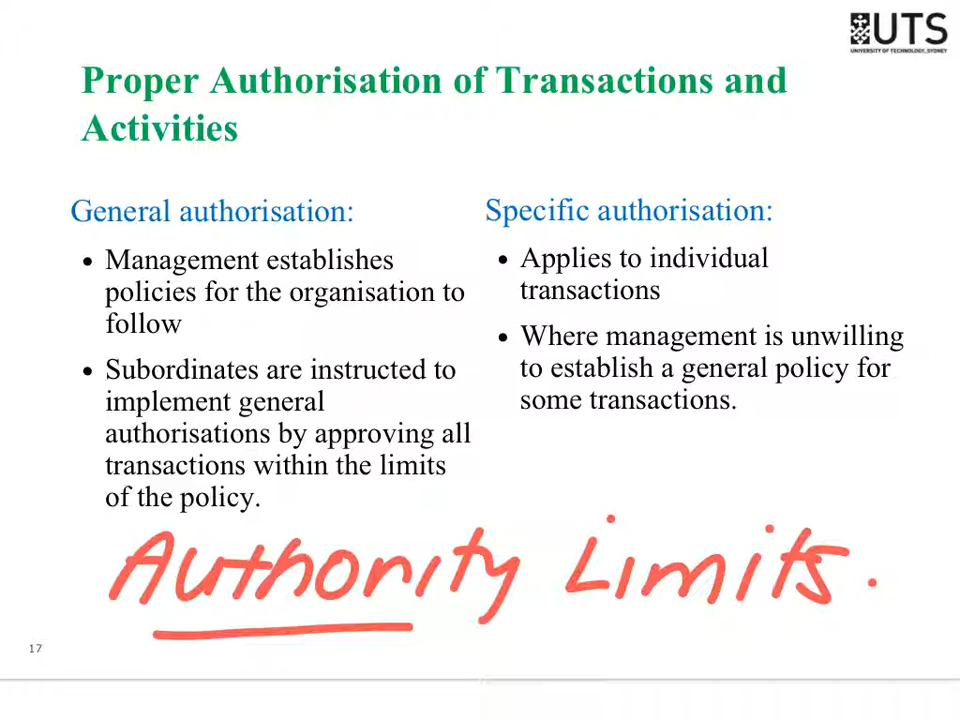 UTS
UNIVERSITY OF TECHNOLOGY, SYDNEY
Proper Authorisation of Transactions and
Activities
General authorisation:
• Management establishes
policies for the organisation to
follow
• Subordinates are instructed to
implement general
authorisations by approving all
transactions within the limits
of the policy.
Specific authorisation:
• Applies to individual
transactions
• Where management is unwilling
to establish a general policy for
some transactions.
Authority Limits.
17